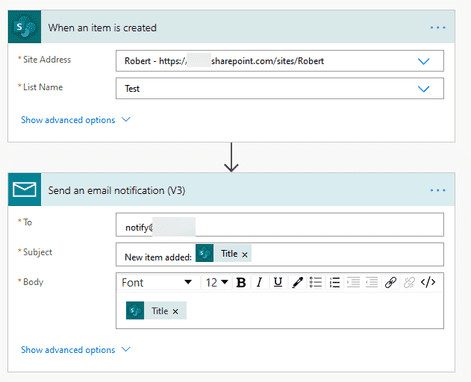 When an item is created
* Site Address
Robert - https:// sharepoint.com/sites/Robert
* List Name
Test
Show advanced options
Send an email notification (V3)
* To
notify@
* Subject
New item added: Title ×
* Body
Font 12 B I U </>
Title ×
Show advanced options